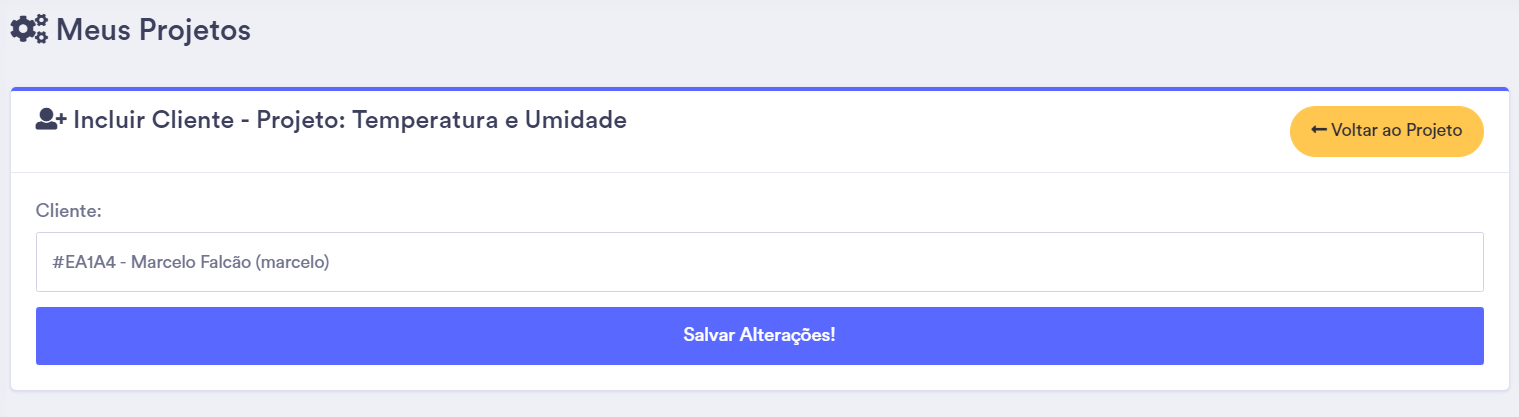 Meus Projetos
Incluir Cliente - Projeto: Temperatura e Umidade
Voltar ao Projeto
Cliente:
#EA1A4 - Marcelo Falcão (marcelo)
Salvar Alterações!